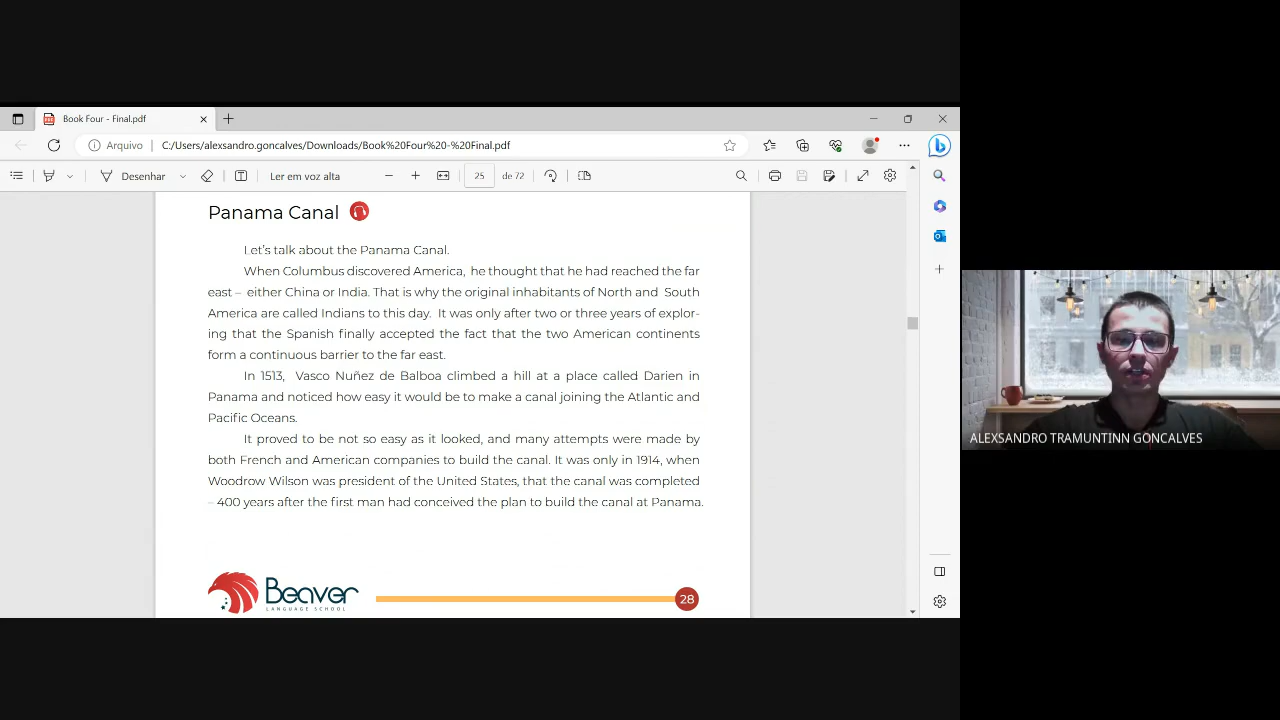 Book Four - Final.pdf
Arquivo
C:/Users/alexsandro.goncalves/Downloads/Book%20Four%20-%20Final.pdf
Desenhar
Ler em voz alta
25
de 72
Panama Canal
Let's talk about the Panama Canal.
When Columbus discovered America, he thought that he had reached the far
east – either China or India. That is why the original inhabitants of North and South
America are called Indians to this day. It was only after two or three years of explor-
ing that the Spanish finally accepted the fact that the two American continents
form a continuous barrier to the far east.
In 1513, Vasco Nuñez de Balboa climbed a hill at a place called Darien in
Panama and noticed how easy it would be to make a canal joining the Atlantic and
Pacific Oceans.
It proved to be not so easy as it looked, and many attempts were made by
both French and American companies to build the canal. It was only in 1914, when
Woodrow Wilson was president of the United States, that the canal was completed
– 400 years after the first man had conceived the plan to build the canal at Panama.
Beaver
LANGUAGE SCHOOL
28
ALEXSANDRO TRAMUNTINN GONCALVES